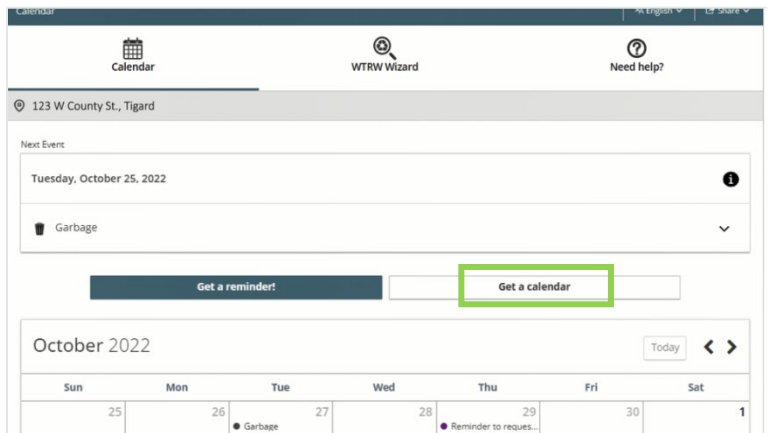 Calendar English Share
Calendar WTRW Wizard Need help?
123 W County St., Tigard
Next Event
Tuesday, October 25, 2022
Garbage
Get a reminder! Get a calendar
October 2022 Today
Sun Mon Tue Wed Thu Fri Sat
25 26 27 28 29 30 1
Garbage Reminder to reques...